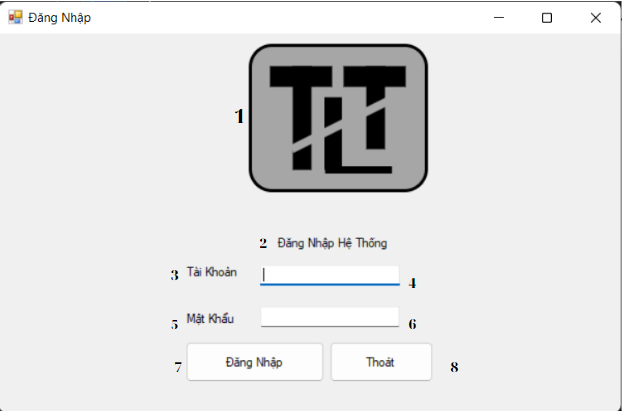 Đăng Nhập
1 TLT
2 Đăng Nhập Hệ Thống
3 Tài Khoản 4
5 Mật Khẩu 6
7 Đăng Nhập Thoát 8